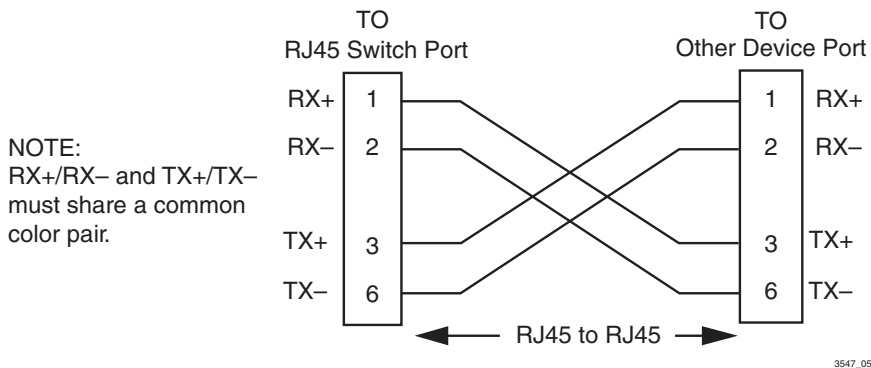 TO
RJ45 Switch Port
TO
Other Device Port
RX+ 1
1 RX+
RX– 2
2 RX–
NOTE:
RX+/RX– and TX+/TX–
must share a common
color pair.
TX+ 3
3 TX+
TX– 6
6 TX–
RJ45 to RJ45
3547_05